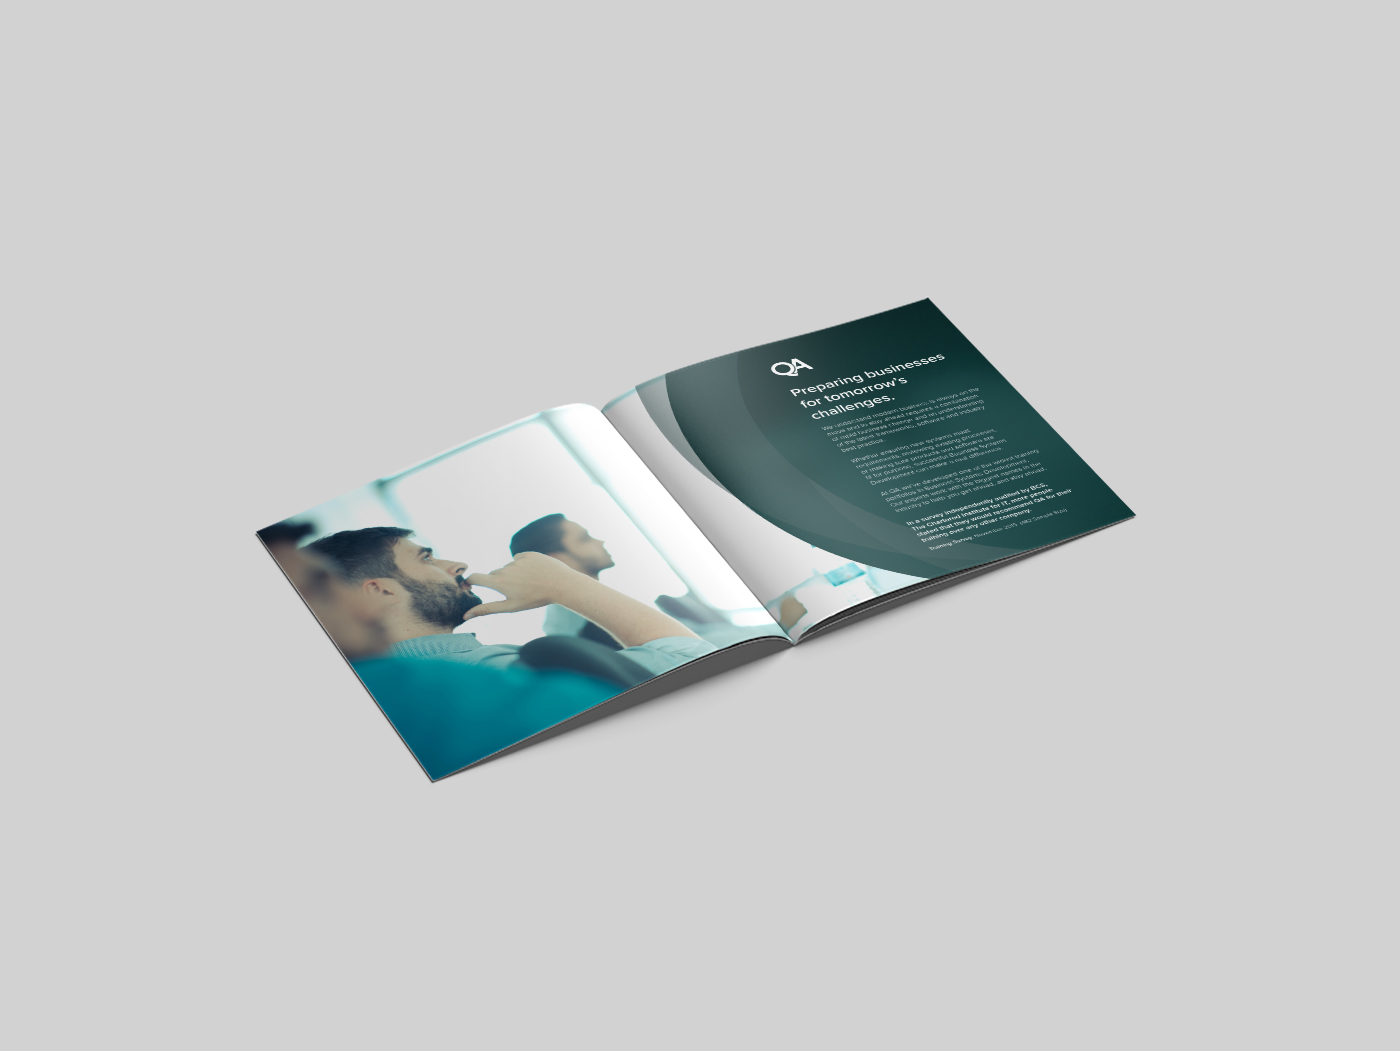 QA
Preparing businesses
for tomorrow's
challenges.
We understand modern business is always on the
move and to stay ahead requires a combination
of rapid business change and an understanding
of the latest frameworks, software and industry
best practice.
Whether ensuring new systems meet
requirements, improving existing processes,
or making sure products and software are
fit for purpose, successful Business Systems
Development can make a real difference.
At QA we've developed one of the widest training
portfolios in Business Systems Development.
Our experts work with the biggest names in the
industry to help you get ahead, and stay ahead.
In a survey independently audited by BCS,
The Chartered Institute for IT, more people
stated that they would recommend QA for their
training over any other company.
Training Survey, November 2015